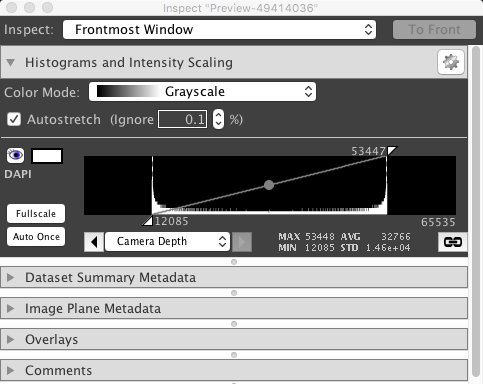 Inspect "Preview-49414036"
Inspect: Frontmost Window To Front
Histograms and Intensity Scaling
Color Mode: Grayscale
Autostretch (Ignore 0.1 %)
DAPI
53447
12085 65535
Fullscale
Auto Once
Camera Depth
MAX 53448 AVG 32766
MIN 12085 STD 1.46e+04
Dataset Summary Metadata
Image Plane Metadata
Overlays
Comments